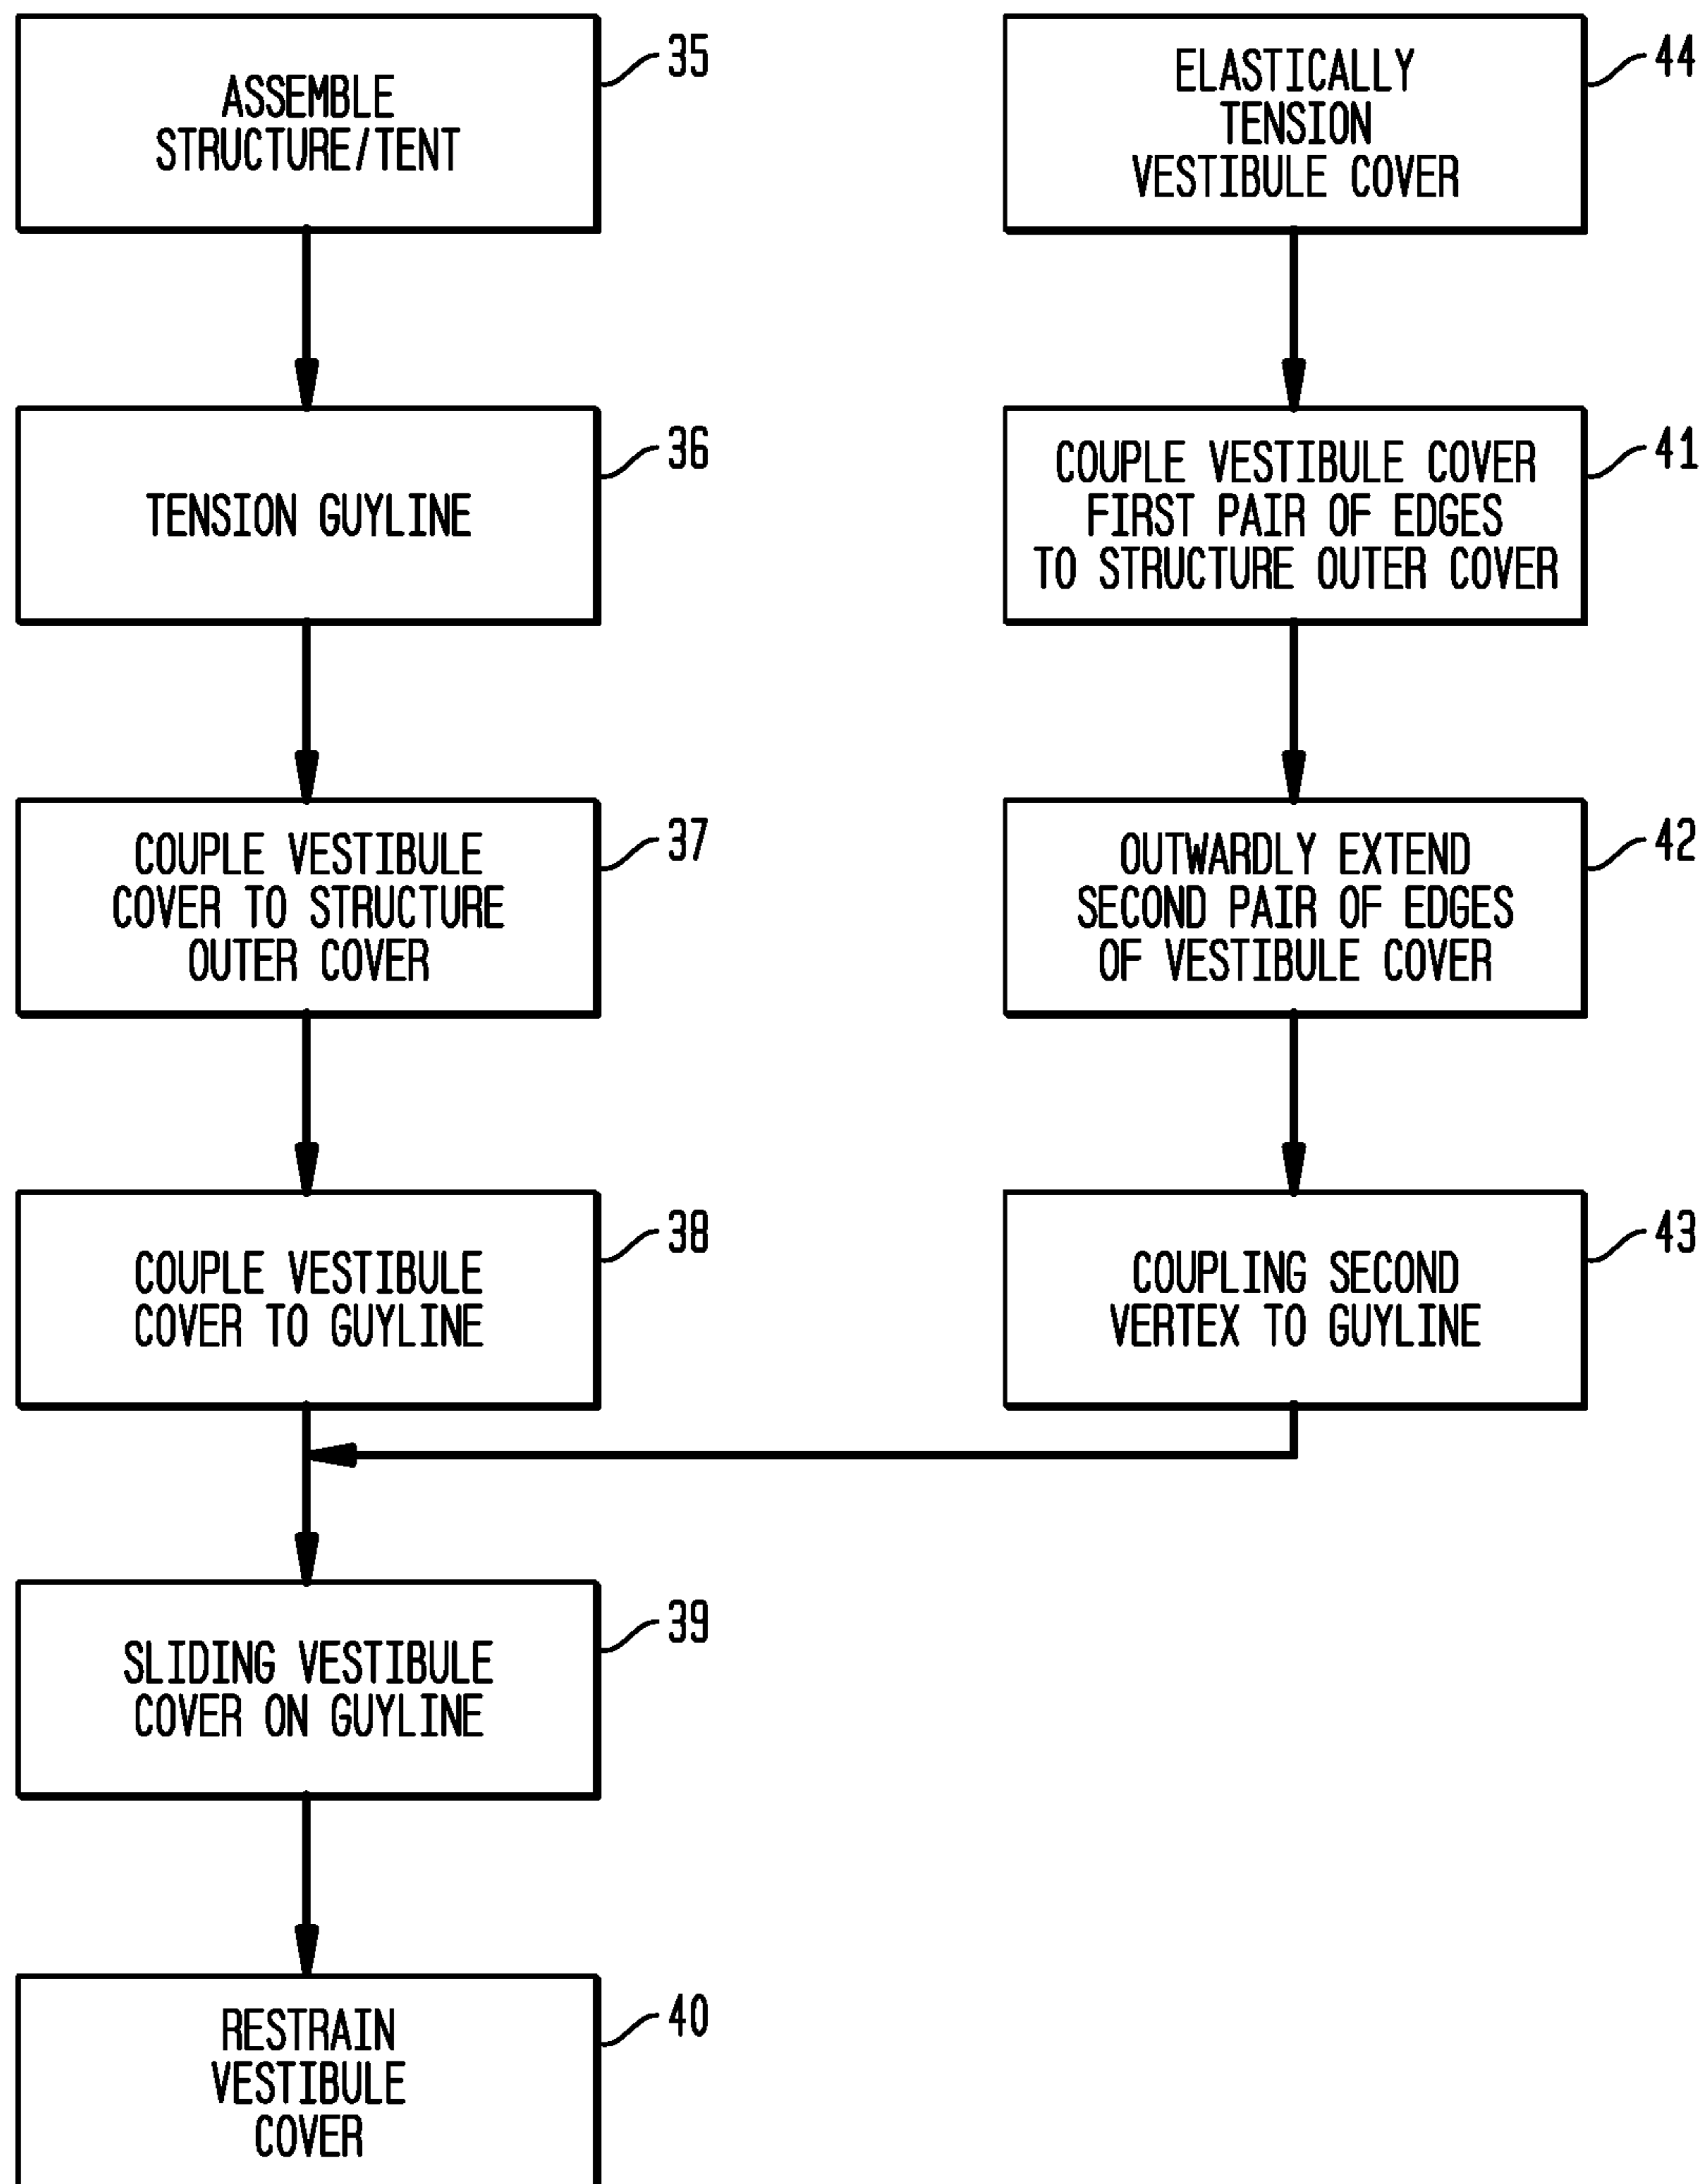 ASSEMBLE
STRUCTURE/TENT
35
TENSION GUYLINE
36
COUPLE VESTIBULE
COVER TO STRUCTURE
OUTER COVER
37
COUPLE VESTIBULE
COVER TO GUYLINE
38
SLIDING VESTIBULE
COVER ON GUYLINE
39
RESTRAIN
VESTIBULE
COVER
40
ELASTICALLY
TENSION
VESTIBULE COVER
44
COUPLE VESTIBULE COVER
FIRST PAIR OF EDGES
TO STRUCTURE OUTER COVER
41
OUTWARDLY EXTEND
SECOND PAIR OF EDGES
OF VESTIBULE COVER
42
COUPLING SECOND
VERTEX TO GUYLINE
43